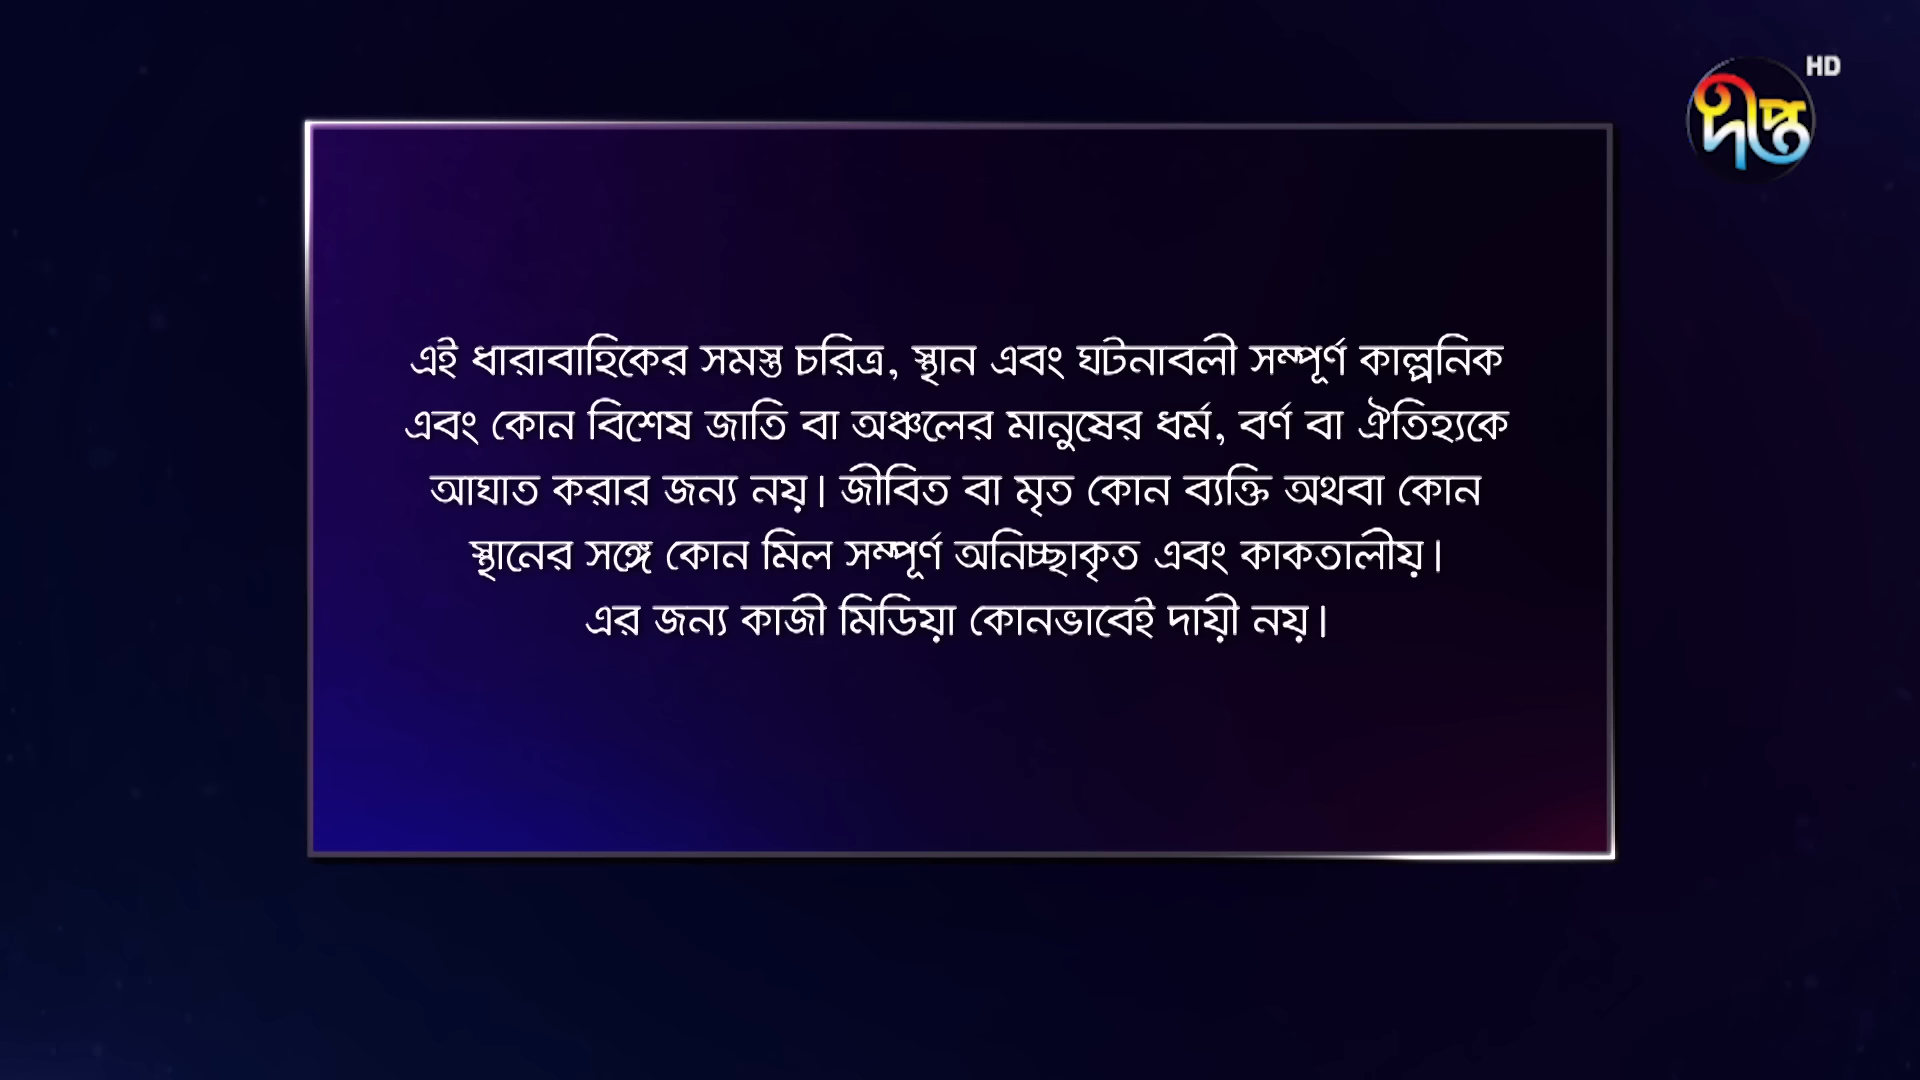 HD
দীপ্ত
এই ধারাবাহিকের সমস্ত চরিত্র, স্থান এবং ঘটনাবলী সম্পূর্ণ কাল্পনিক
এবং কোন বিশেষ জাতি বা অঞ্চলের মানুষের ধর্ম, বর্ণ বা ঐতিহ্যকে
আঘাত করার জন্য নয়। জীবিত বা মৃত কোন ব্যক্তি অথবা কোন
স্থানের সঙ্গে কোন মিল সম্পূর্ণ অনিচ্ছাকৃত এবং কাকতালীয়।
এর জন্য কাজী মিডিয়া কোনভাবেই দায়ী নয়।